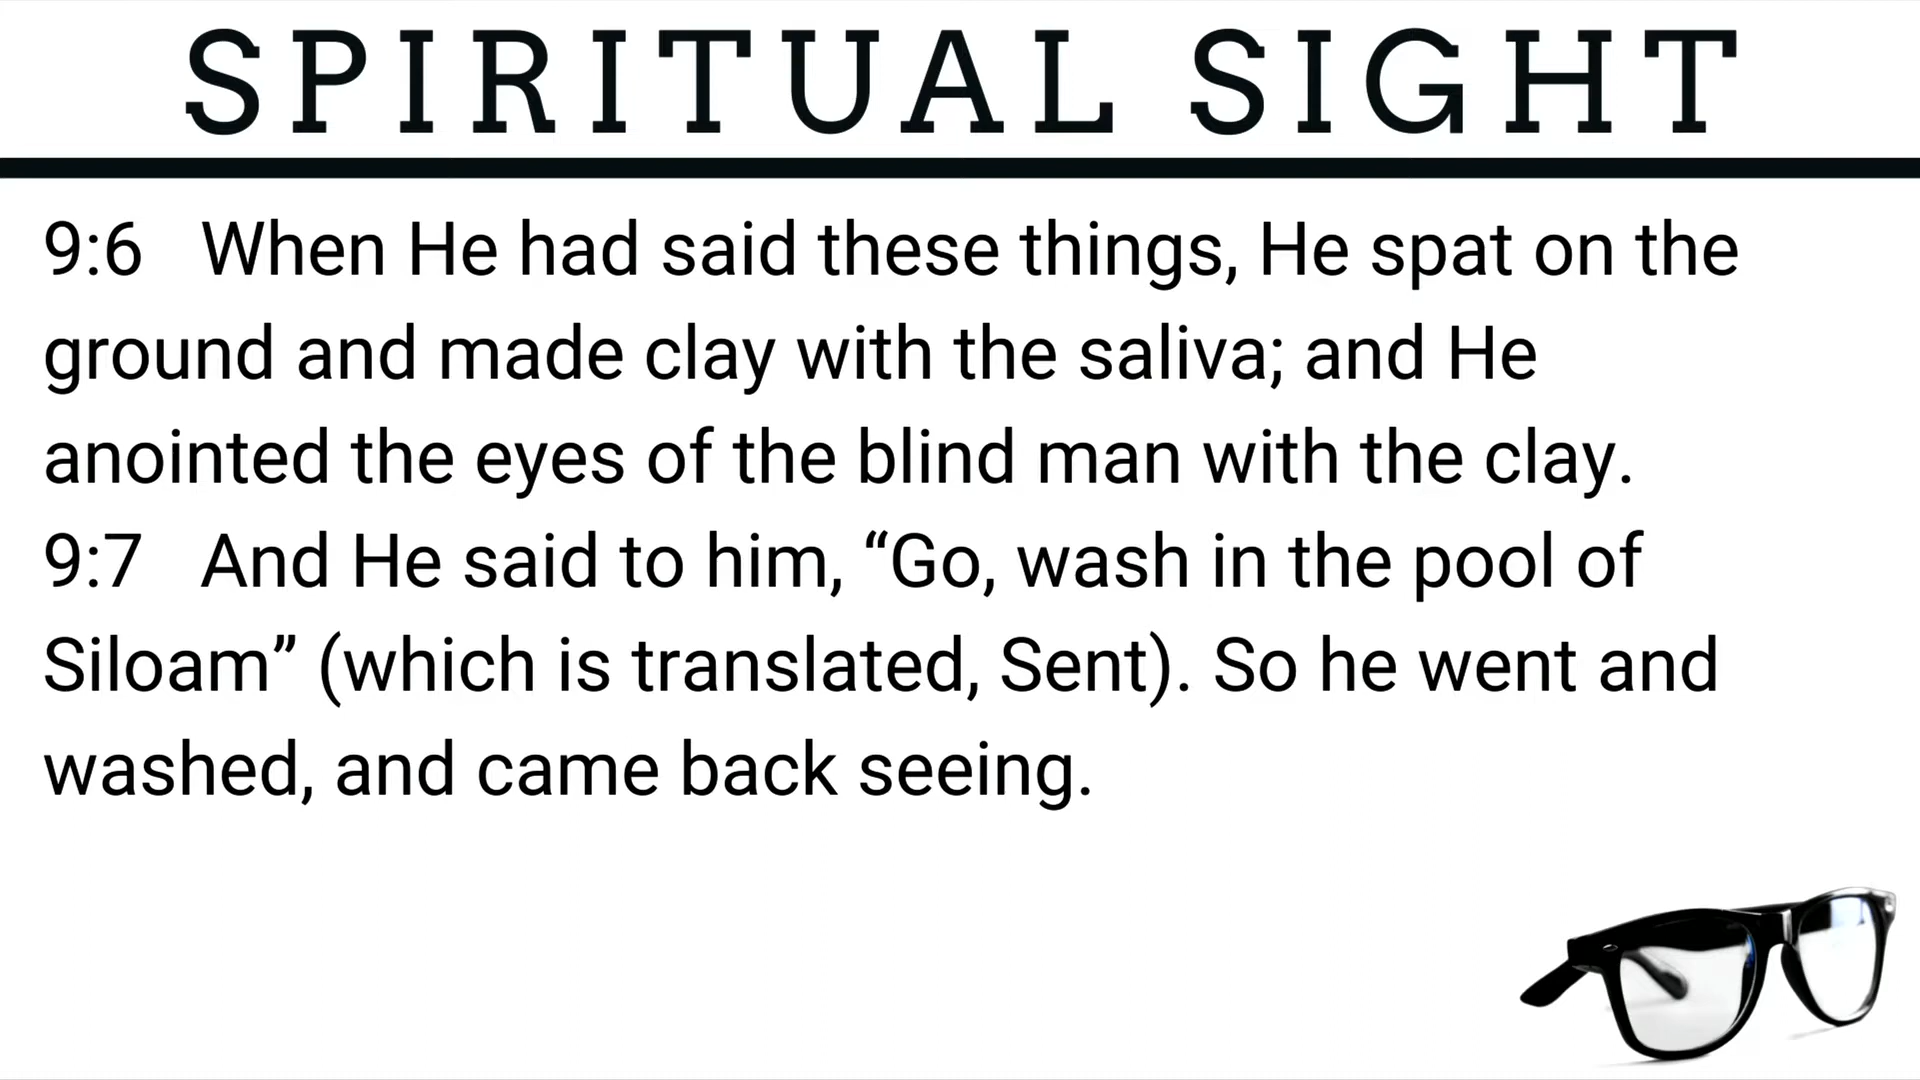 SPIRITUAL SIGHT
9:6 When He had said these things, He spat on the
ground and made clay with the saliva; and He
anointed the eyes of the blind man with the clay.
9:7 And He said to him, “Go, wash in the pool of
Siloam” (which is translated, Sent). So he went and
washed, and came back seeing.